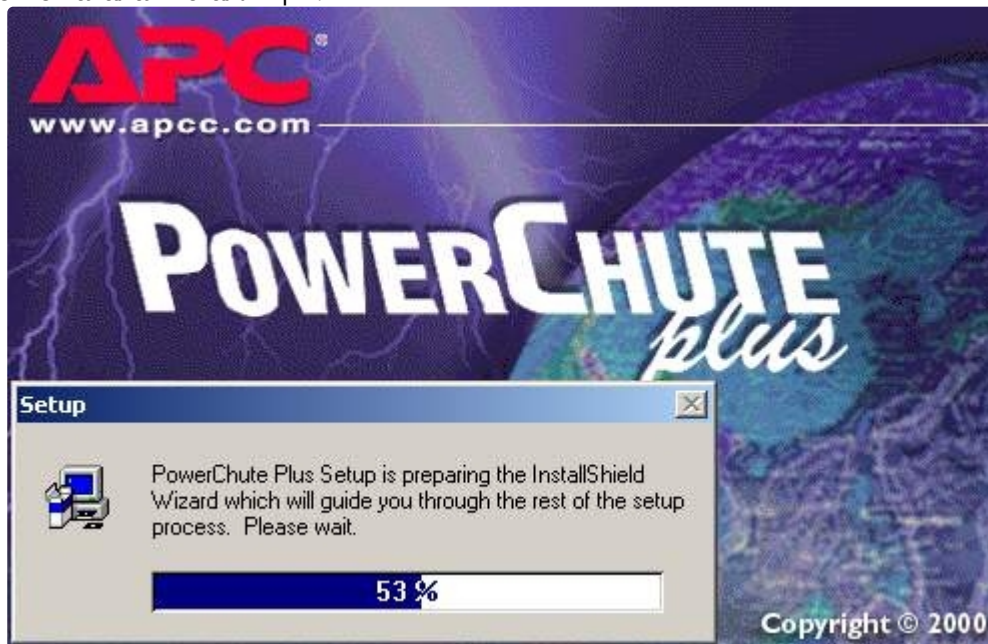 APC®
www.apcc.com
POWERCHUTE
plus
Setup
PowerChute Plus Setup is preparing the InstallShield
Wizard which will guide you through the rest of the setup
process. Please wait.
53 %
Copyright © 2000